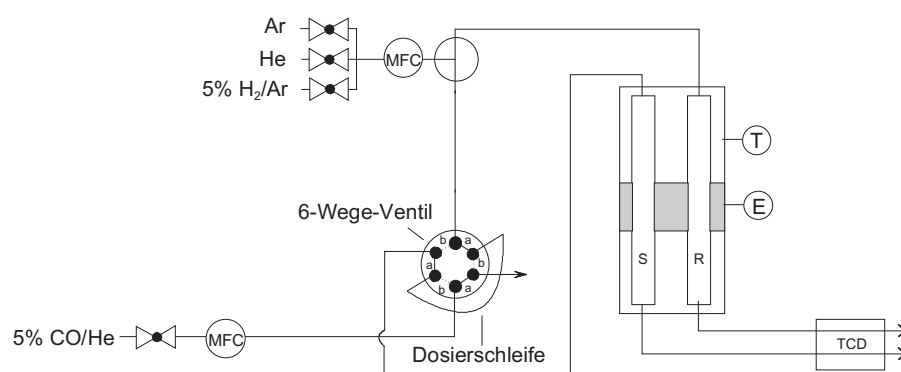 Ar
He
5% H₂/Ar
MFC
T
E
6-Wege-Ventil
b a
a b
b a
S R
5% CO/He
MFC
Dosierschleife
TCD